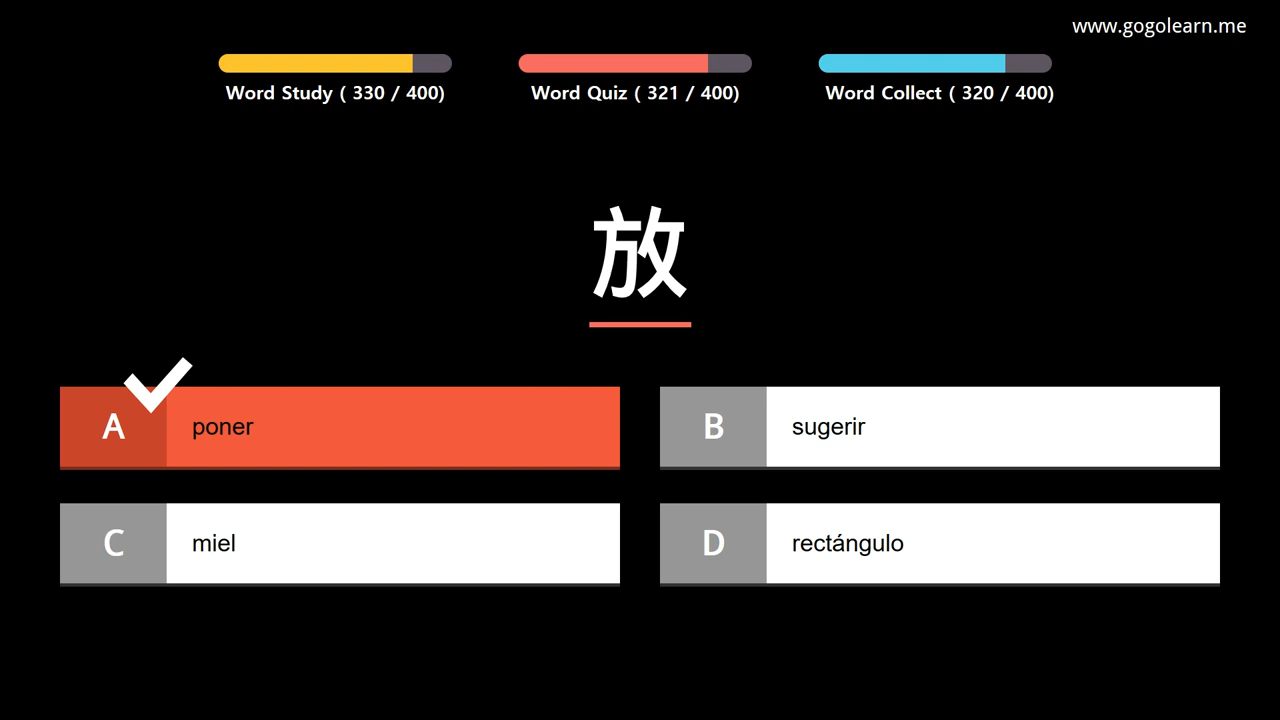 www.gogolearn.me
Word Study ( 330 / 400)
Word Quiz ( 321 / 400)
Word Collect ( 320 / 400)
放
A poner
B sugerir
C miel
D rectángulo